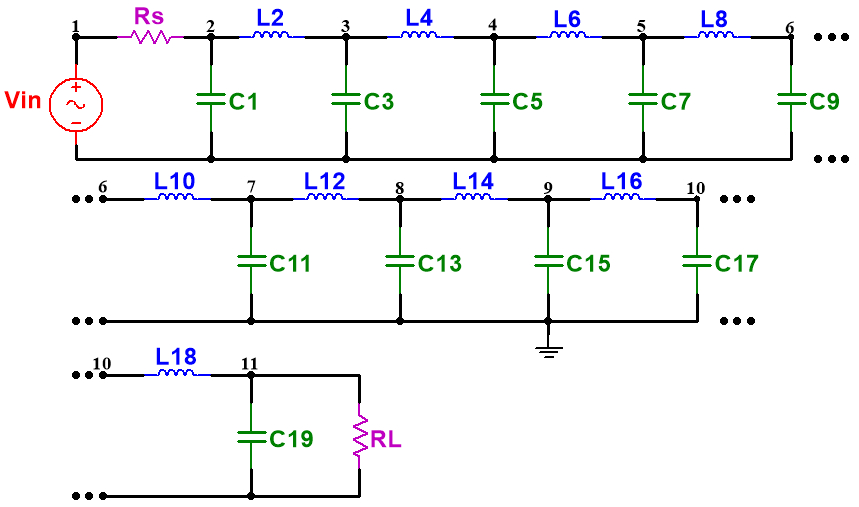 1 Rs 2 L2 3 L4 4 L6 5 L8 6
Vin + − C1 C3 C5 C7 C9
6 L10 7 L12 8 L14 9 L16 10
C11 C13 C15 C17
10 L18 11
C19 RL